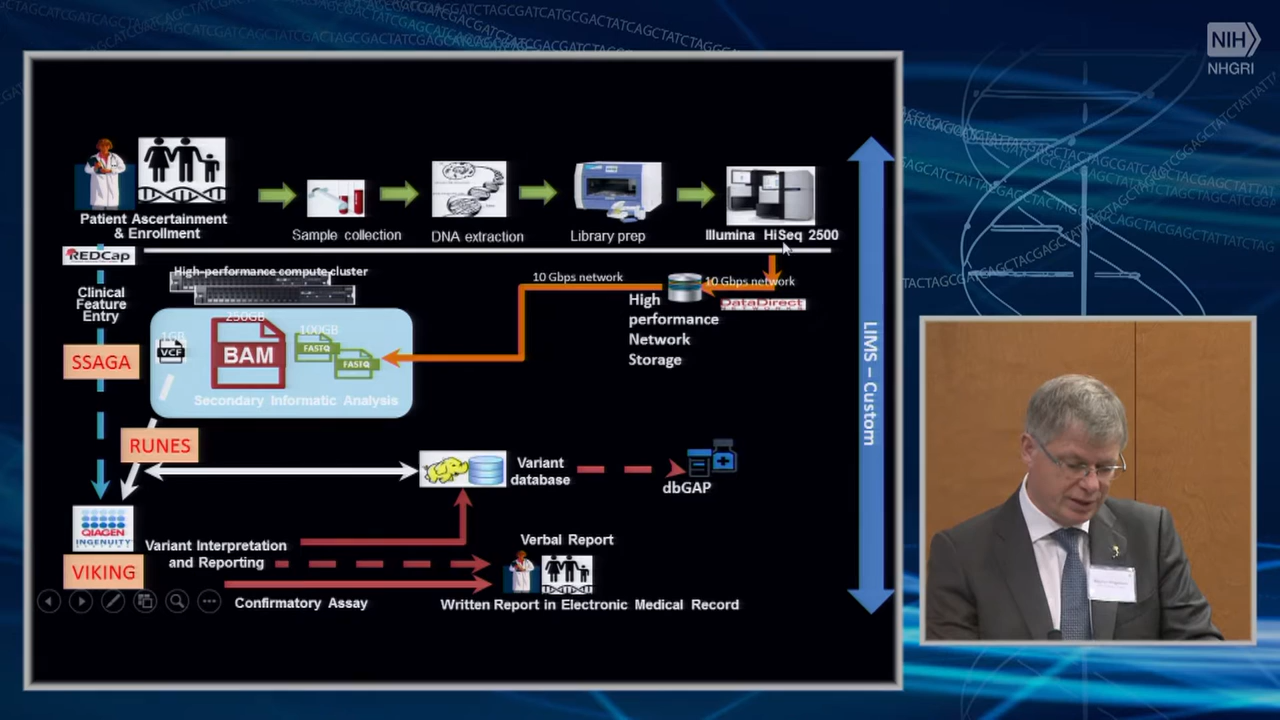 NIH
NHGRI
Patient Ascertainment
& Enrollment
Sample collection
DNA extraction
Library prep
Illumina HiSeq 2500
REDCap
High-performance compute cluster
10 Gbps network
10 Gbps network
DataDirect
NETWORKS
High
performance
Network
Storage
Clinical
Feature
Entry
250GB
100GB
1GB
VCF
BAM
FASTQ
FASTQ
SSAGA
Secondary Informatic Analysis
LIMS – Custom
RUNES
Variant
database
dbGAP
QIAGEN
INGENUITY
SYSTEMS
Variant Interpretation
and Reporting
Verbal Report
VIKING
Confirmatory Assay
Written Report in Electronic Medical Record